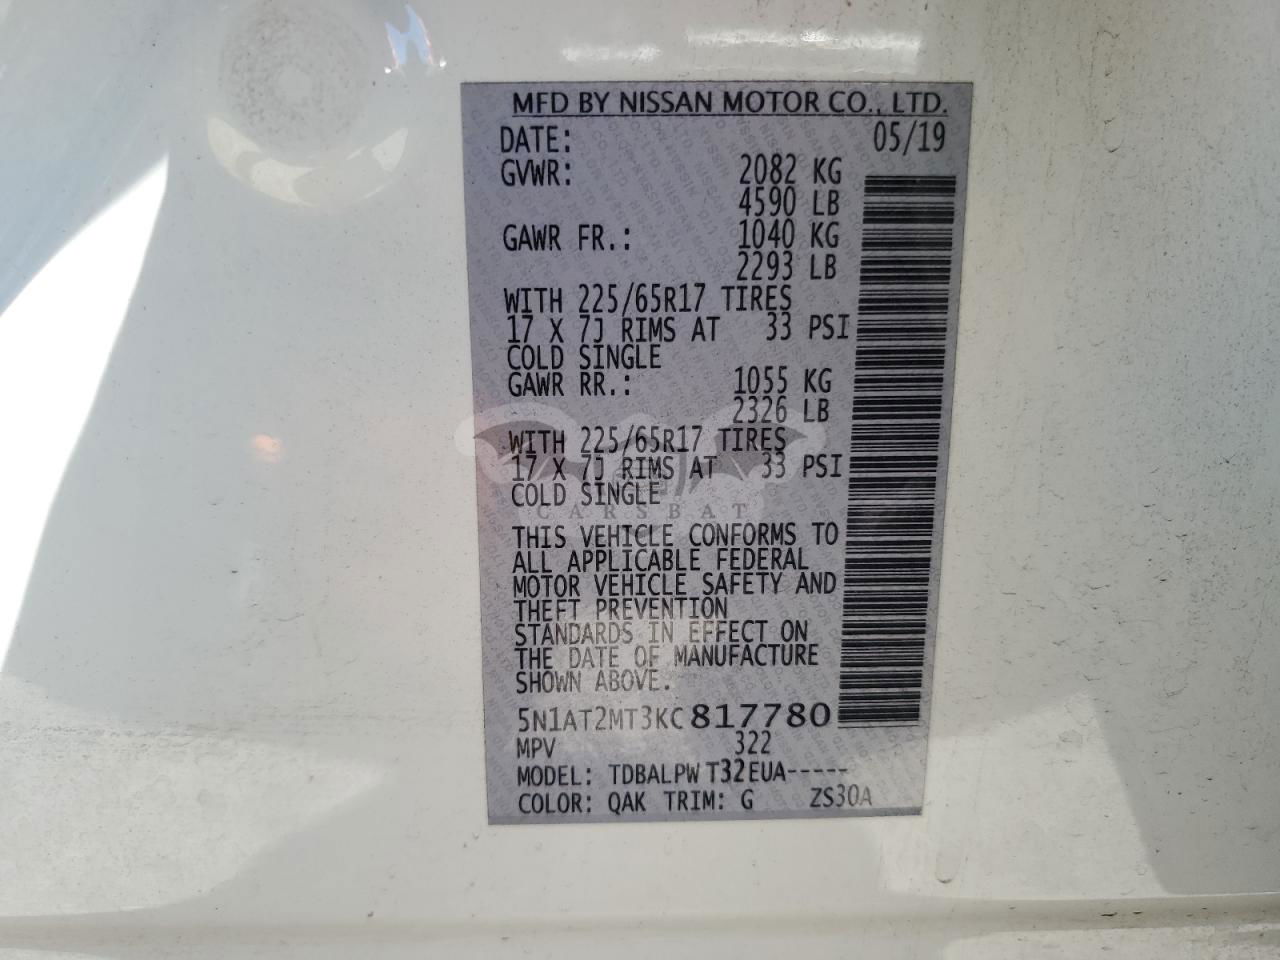 MFD BY NISSAN MOTOR CO., LTD.
DATE: 05/19
GVWR: 2082 KG
4590 LB
GAWR FR.: 1040 KG
2293 LB
WITH 225/65R17 TIRES
17 X 7J RIMS AT 33 PSI
COLD SINGLE
GAWR RR.: 1055 KG
2326 LB
WITH 225/65R17 TIRES
17 X 7J RIMS AT 33 PSI
COLD SINGLE
CARSBAT
THIS VEHICLE CONFORMS TO
ALL APPLICABLE FEDERAL
MOTOR VEHICLE SAFETY AND
THEFT PREVENTION
STANDARDS IN EFFECT ON
THE DATE OF MANUFACTURE
SHOWN ABOVE.
5N1AT2MT3KC817780
MPV 322
MODEL: TDBALPW T32EUA-----
COLOR: QAK TRIM: G ZS30A